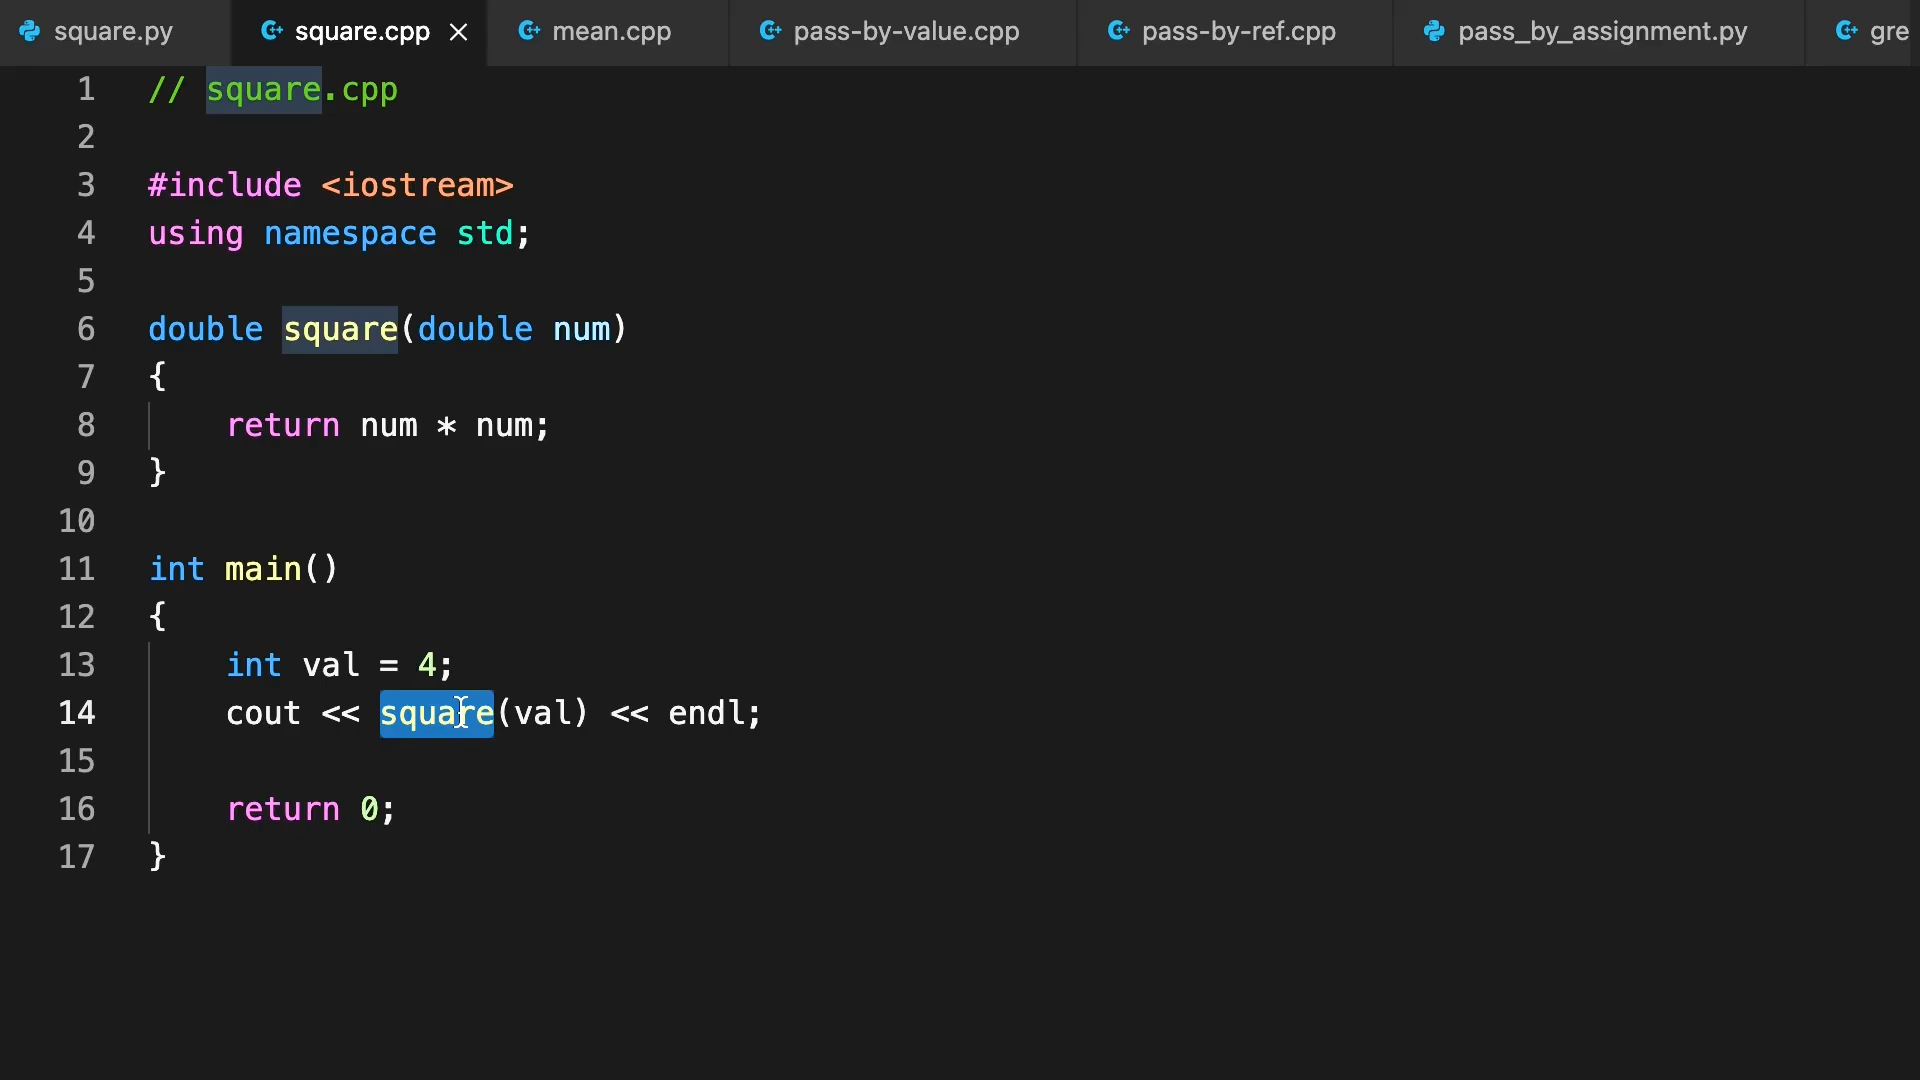 square.py square.cpp mean.cpp pass-by-value.cpp pass-by-ref.cpp pass_by_assignment.py gre
1 // square.cpp
2
3 #include <iostream>
4 using namespace std;
5
6 double square(double num)
7 {
8 return num * num;
9 }
10
11 int main()
12 {
13 int val = 4;
14 cout << square(val) << endl;
15
16 return 0;
17 }